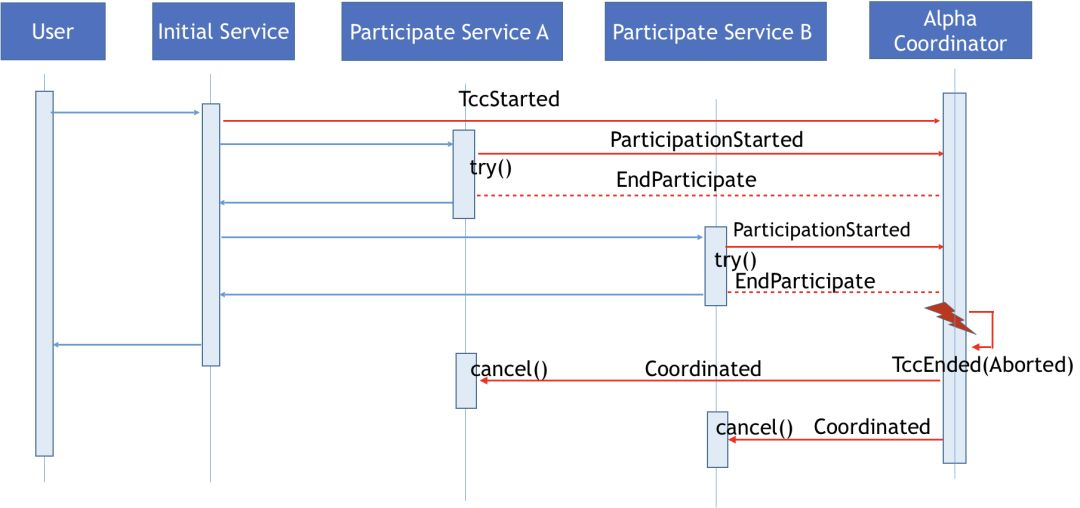 User
Initial Service
Participate Service A
Participate Service B
Alpha
Coordinator
TccStarted
ParticipationStarted
try()
EndParticipate
ParticipationStarted
try()
EndParticipate
TccEnded(Aborted)
cancel()
Coordinated
cancel()
Coordinated